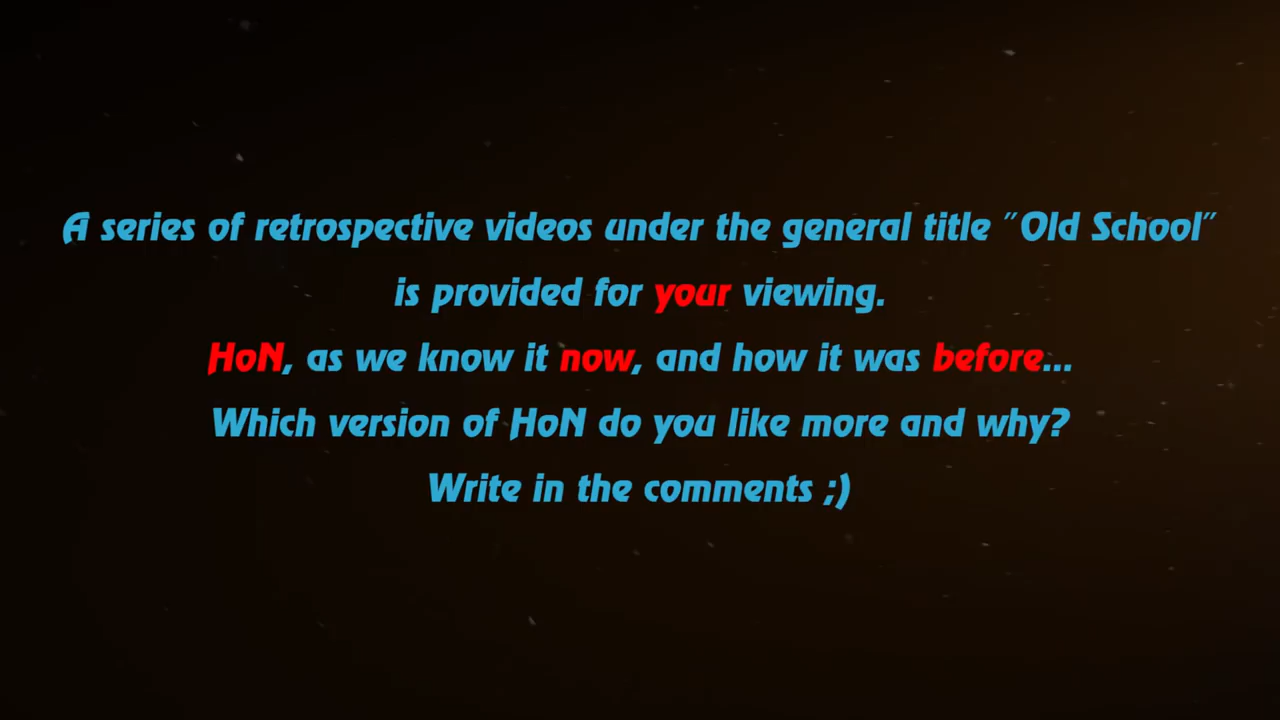 A series of retrospective videos under the general title "Old School"
is provided for your viewing.
HoN, as we know it now, and how it was before...
Which version of HoN do you like more and why?
Write in the comments ;)